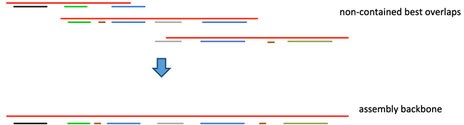 non-contained best overlaps
assembly backbone